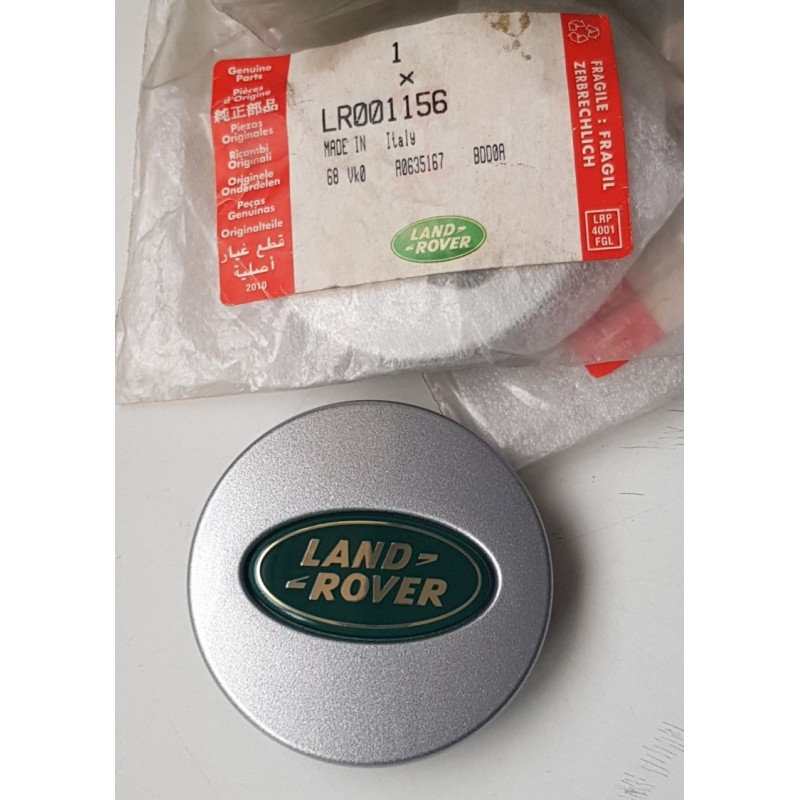 Genuine
Parts
Pièces
d'Origine
純正部品
Piezas
Originales
Ricambi
Originali
Originele
Onderdelen
Peças
Genuínas
Originalteile
قطع غيار
أصلية
2010
1
×
LR001156
MADE IN Italy
68 Vk0 A0635167 BDD0A
LAND
ROVER
FRAGILE : FRAGIL
ZERBRECHLICH
LRP
4001
FGL
LAND
ROVER